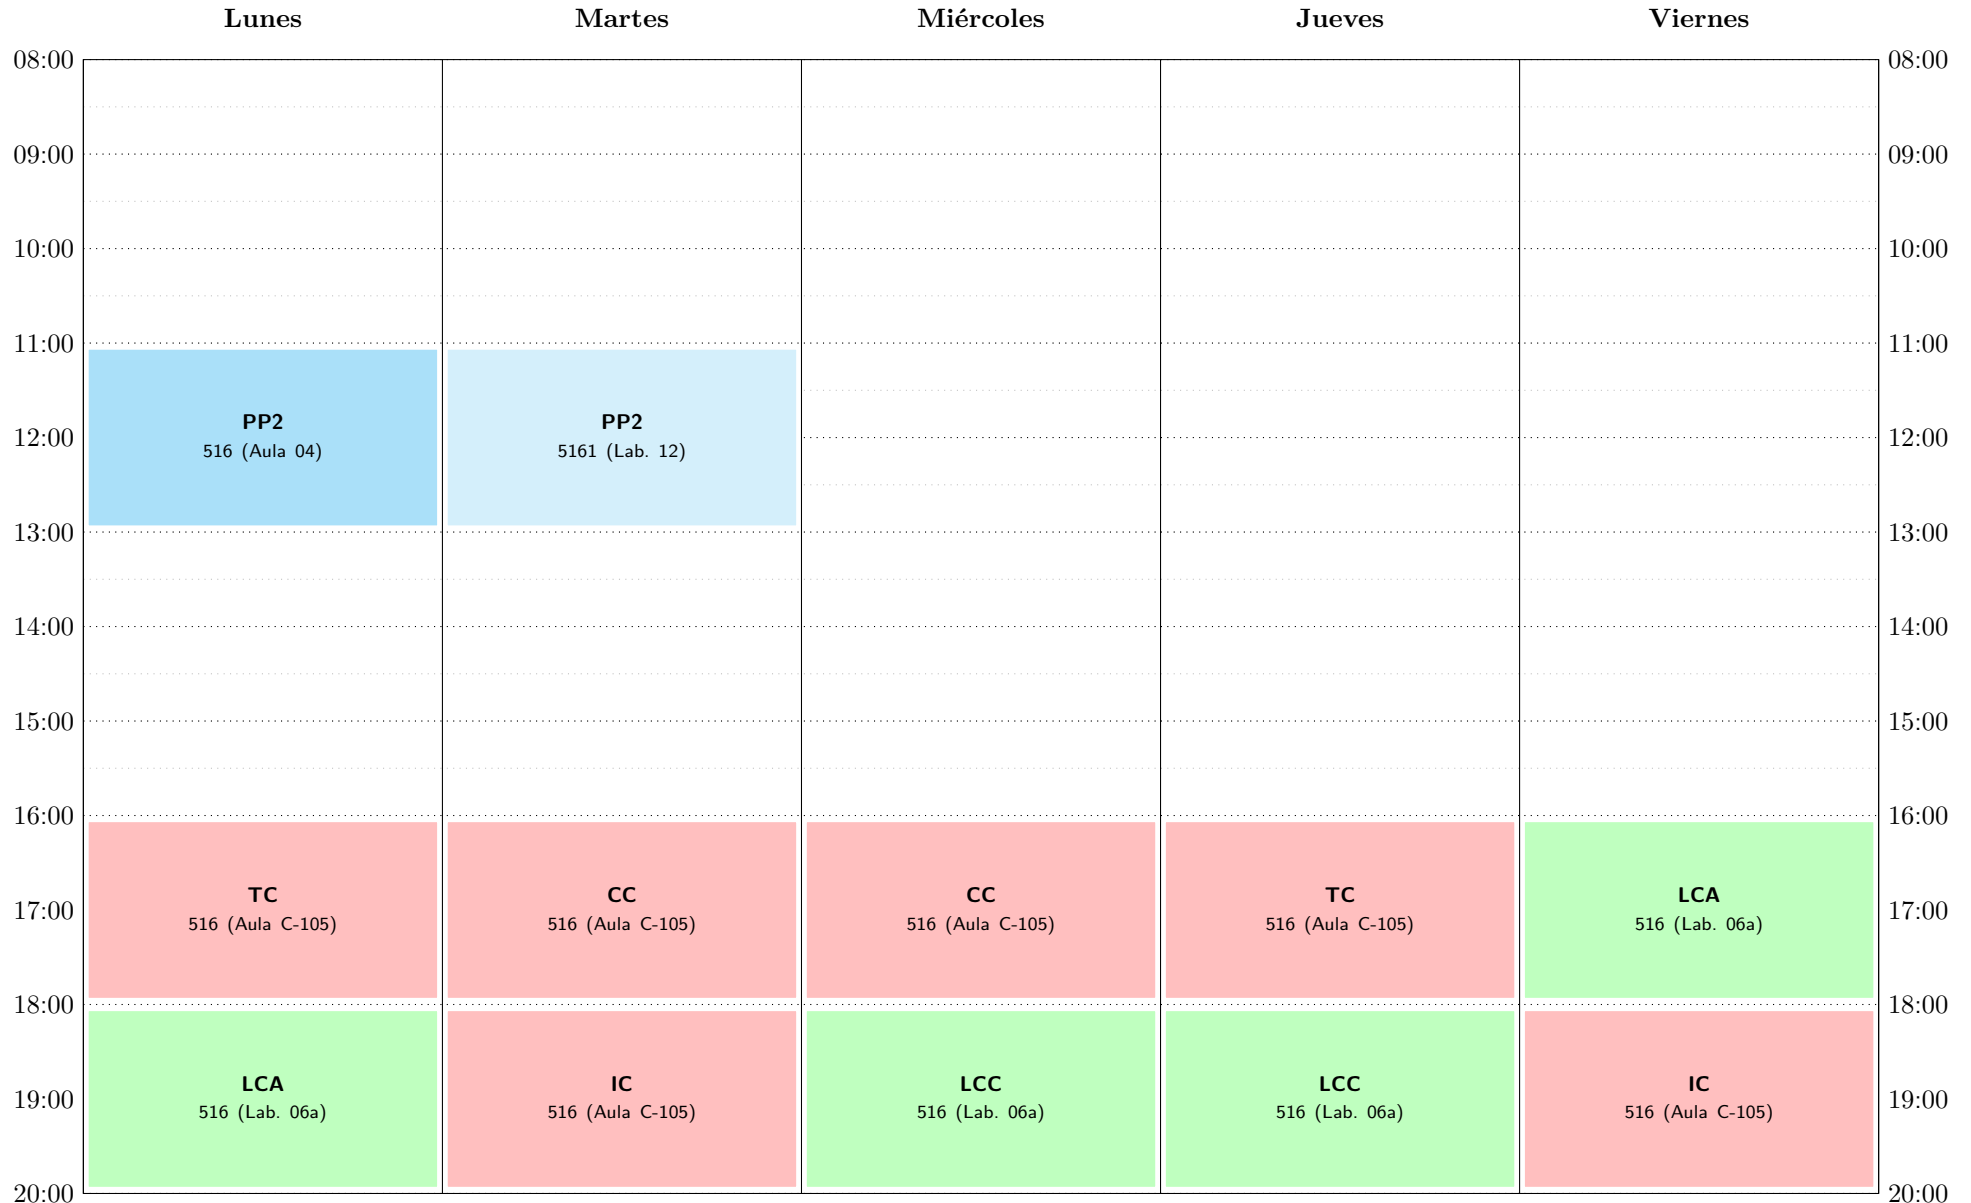 Lunes Martes Miércoles Jueves Viernes
08:00 08:00
09:00 09:00
10:00 10:00
11:00 11:00
PP2 PP2
12:00 12:00
516 (Aula 04) 5161 (Lab. 12)
13:00 13:00
14:00 14:00
15:00 15:00
16:00 16:00
TC CC CC TC LCA
17:00 17:00
516 (Aula C-105) 516 (Aula C-105) 516 (Aula C-105) 516 (Aula C-105) 516 (Lab. 06a)
18:00 18:00
LCA IC LCC LCC IC
19:00 19:00
516 (Lab. 06a) 516 (Aula C-105) 516 (Lab. 06a) 516 (Lab. 06a) 516 (Aula C-105)
20:00 20:00